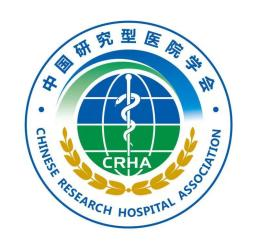 中国研究型医院学会
CRHA
CHINESE RESEARCH HOSPITAL ASSOCIATION